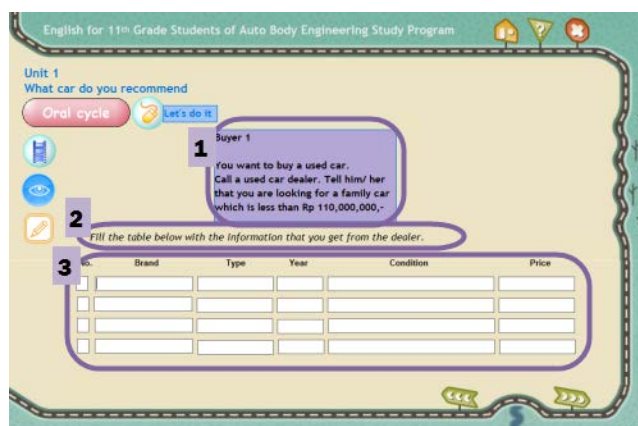 English for 11th Grade Students of Auto Body Engineering Study Program
?
Unit 1
What car do you recommend
Oral cycle
Let's do it
1
Buyer 1
You want to buy a used car.
Call a used car dealer. Tell him/ her
that you are looking for a family car
which is less than Rp 110,000,000,-
2
Fill the table below with the information that you get from the dealer.
3
No. Brand Type Year Condition Price